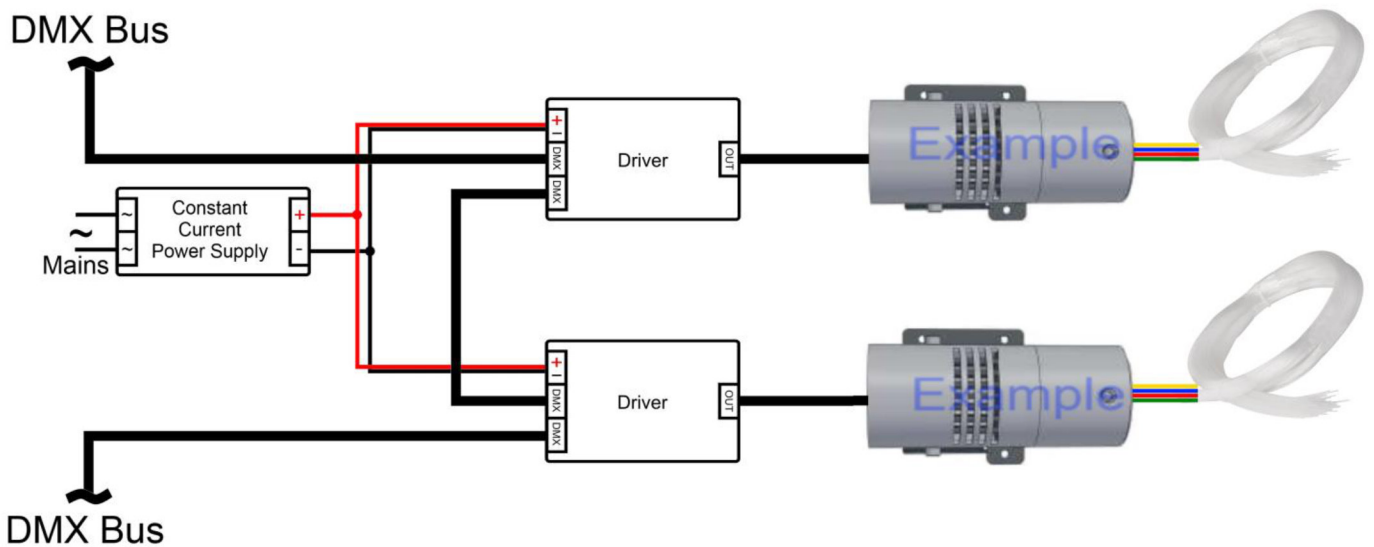 DMX Bus
+
-
DMX
DMX
Driver
OUT
Example
~
~
Constant
Current
Power Supply
+
-
~
Mains
+
-
DMX
DMX
Driver
OUT
Example
DMX Bus